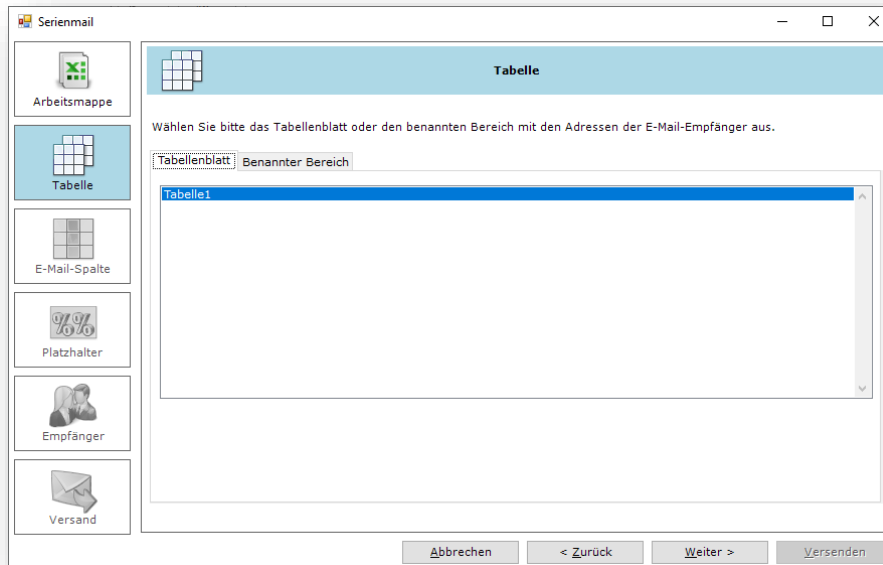 Serienmail
Arbeitsmappe
Tabelle
E-Mail-Spalte
%%
Platzhalter
Empfänger
Versand
Tabelle
Wählen Sie bitte das Tabellenblatt oder den benannten Bereich mit den Adressen der E-Mail-Empfänger aus.
Tabellenblatt Benannter Bereich
Tabelle1
Abbrechen < Zurück Weiter > Versenden